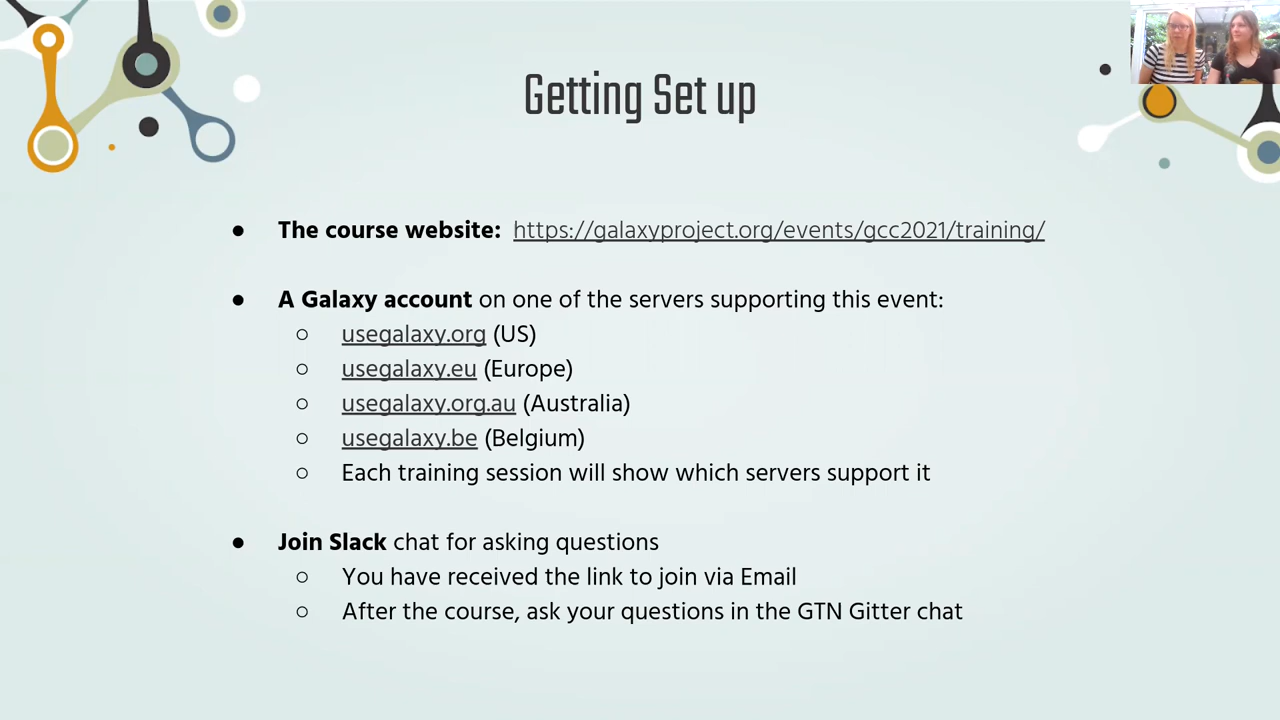 Getting Set up
● The course website: https://galaxyproject.org/events/gcc2021/training/
● A Galaxy account on one of the servers supporting this event:
○ usegalaxy.org (US)
○ usegalaxy.eu (Europe)
○ usegalaxy.org.au (Australia)
○ usegalaxy.be (Belgium)
○ Each training session will show which servers support it
● Join Slack chat for asking questions
○ You have received the link to join via Email
○ After the course, ask your questions in the GTN Gitter chat